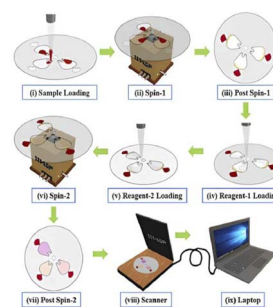 (i) Sample Loading
(ii) Spin-1
(iii) Post Spin-1
(vi) Spin-2
(v) Reagent-2 Loading
(iv) Reagent-1 Loading
(vii) Post Spin-2
(viii) Scanner
(ix) Laptop